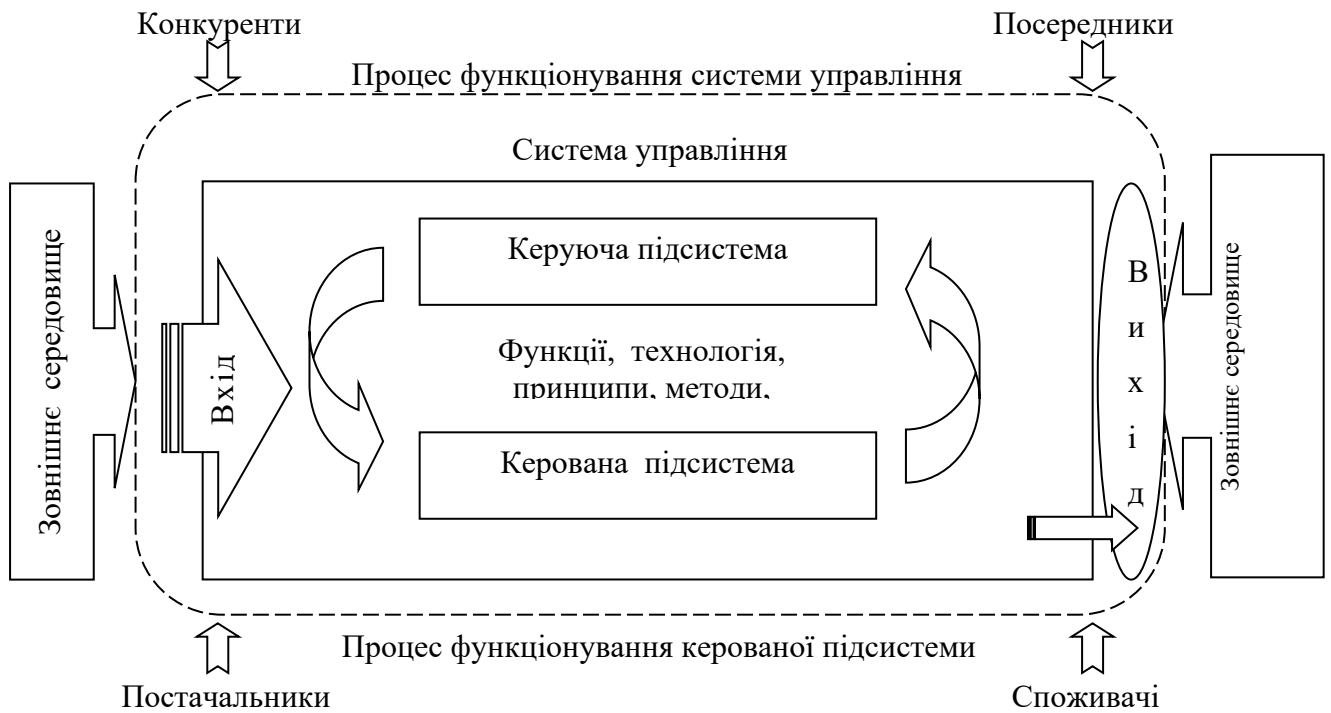 Конкуренти
Посередники
Процес функціонування системи управління
Система управління
Зовнішнє середовище
Вхід
Керуюча підсистема
Функції, технологія,
принципи, методи,
Керована підсистема
Вихід
Зовнішнє середовище
Процес функціонування керованої підсистеми
Постачальники
Споживачі